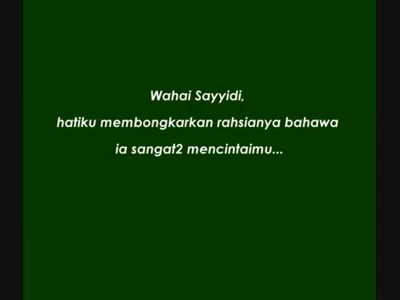 Wahai Sayyidi,
hatiku membongkarkan rahsianya bahawa
ia sangat2 mencintaimu...